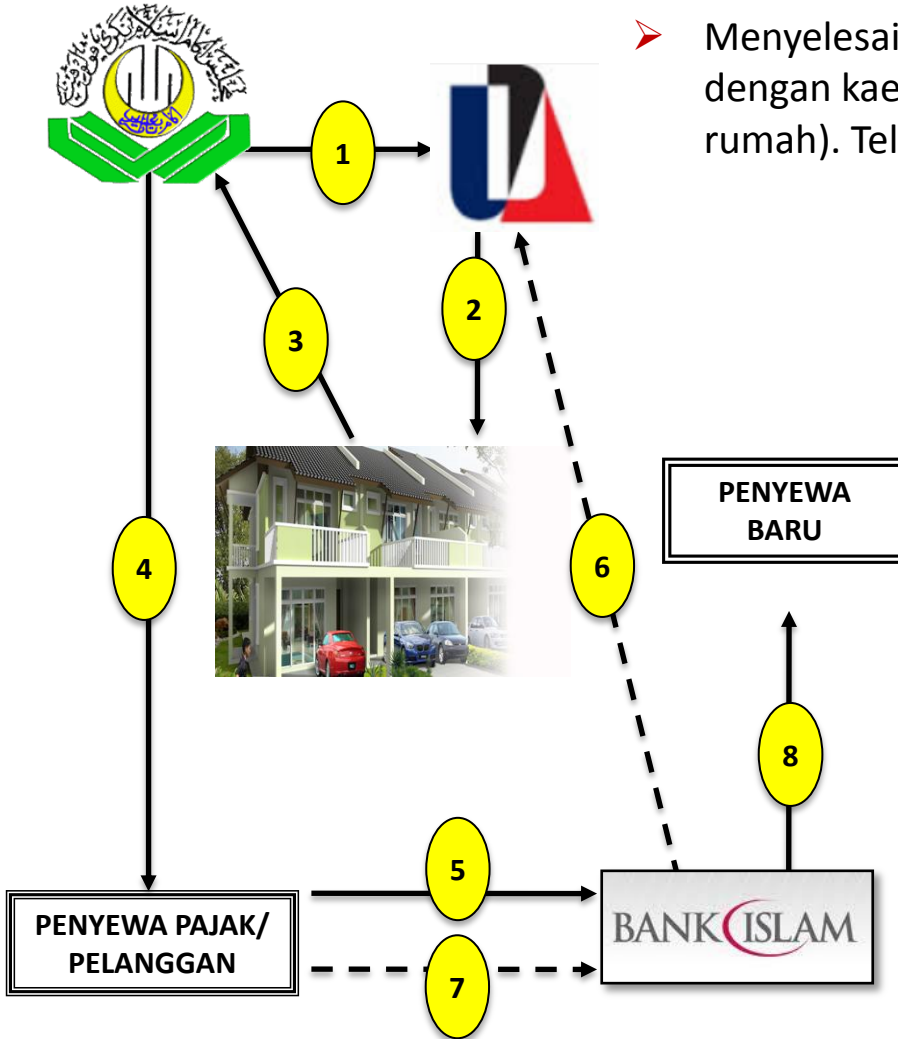 ➢ Menyelesai
dengan kae
rumah). Tel
1
2
3
4
6
PENYEWA
BARU
8
5
PENYEWA PAJAK/
PELANGGAN
BANK ISLAM
7